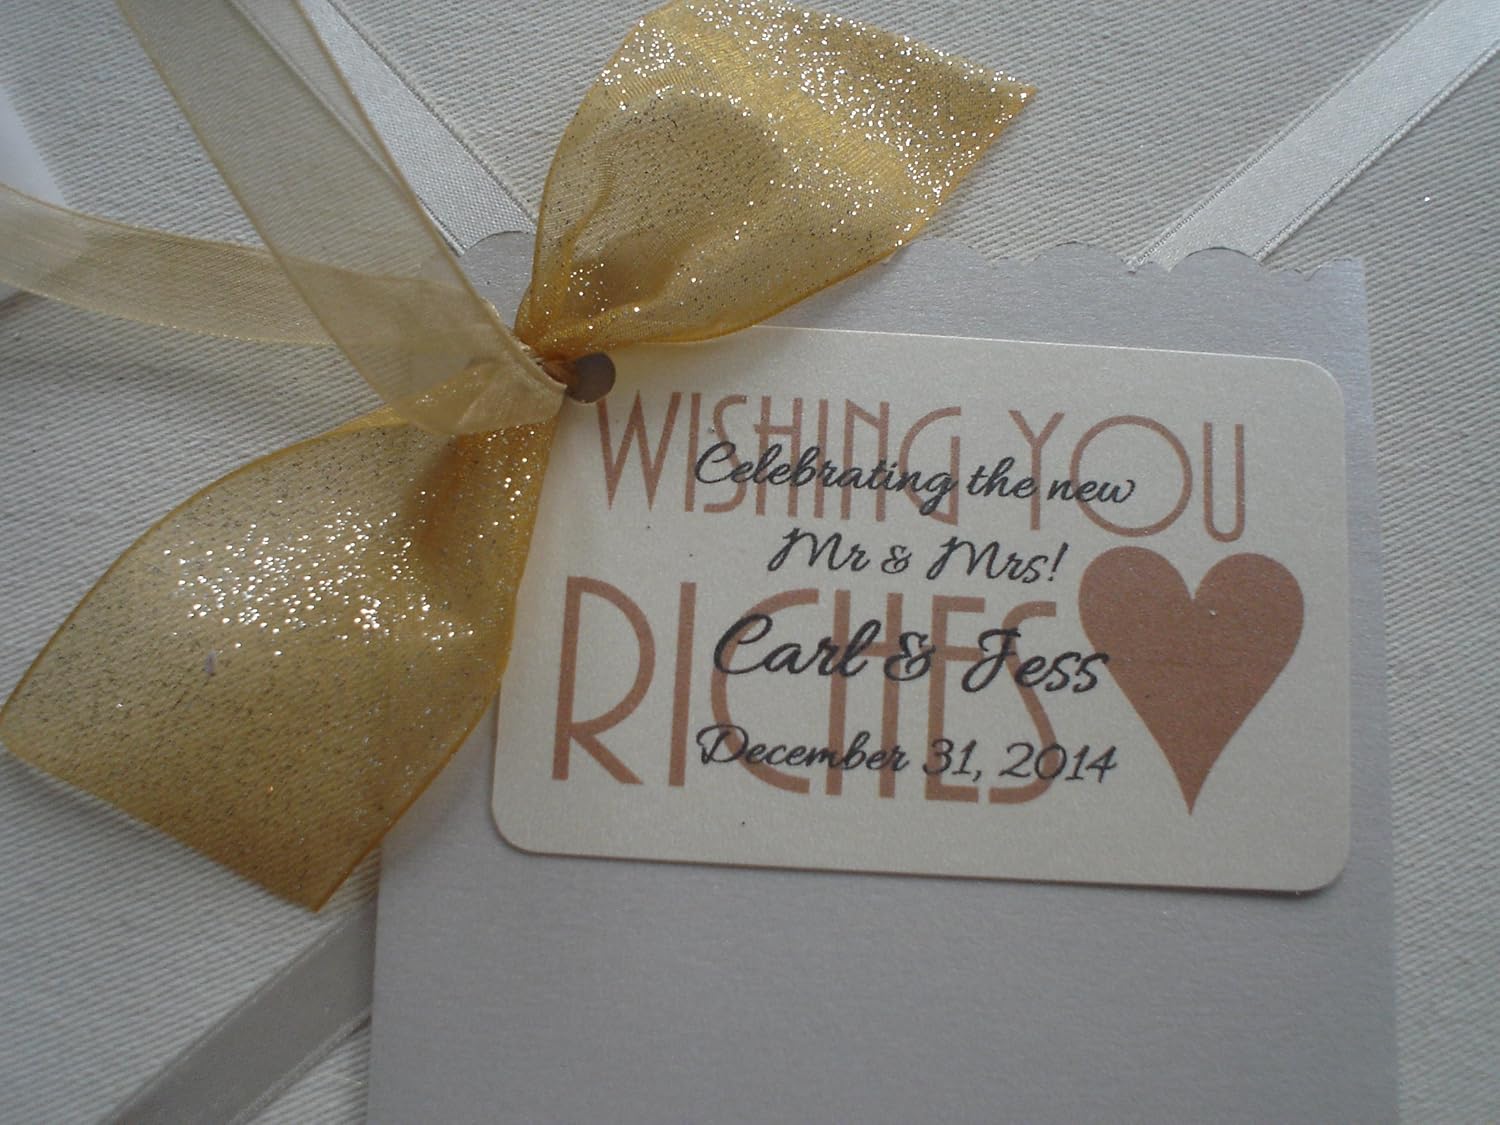 WISHING YOU
Celebrating the new
Mr & Mrs!
RICHES
Carl & Jess
December 31, 2014